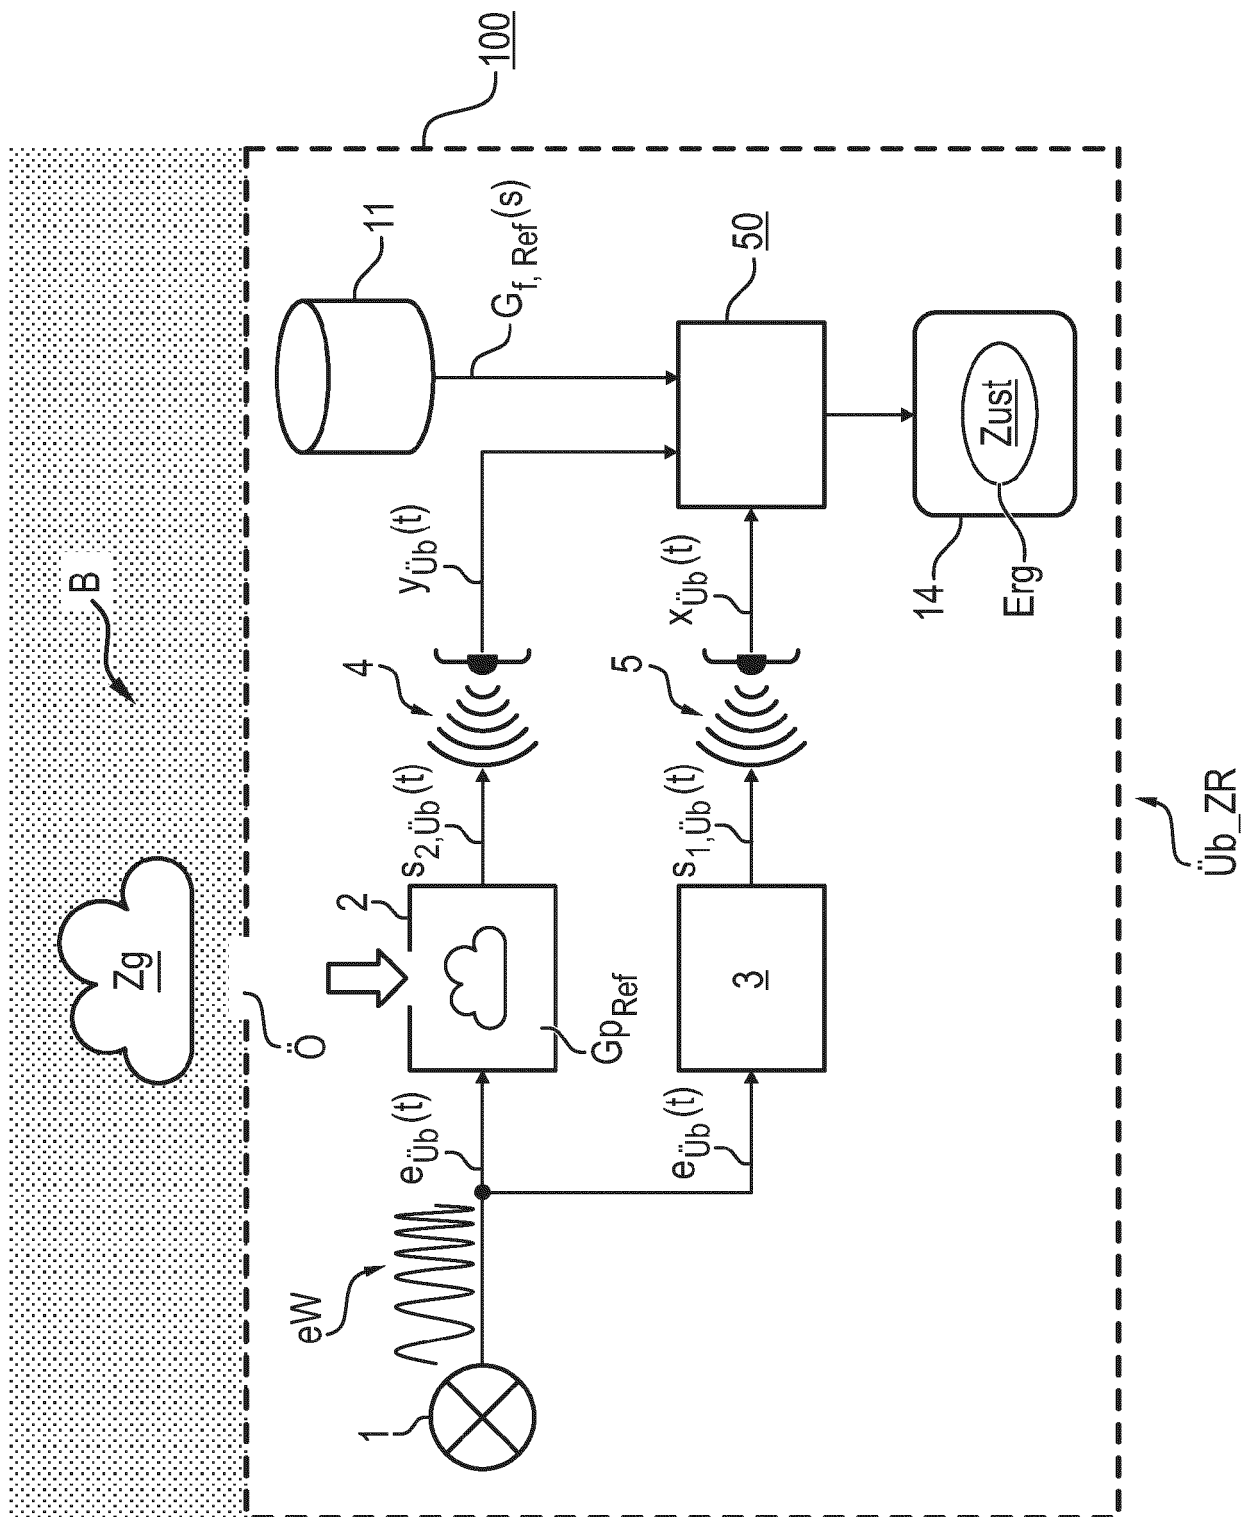 100
B
Zg
Ö
11
G_f, Ref(s)
y_Üb(t)
4
s_2,Üb(t)
2
Gp_Ref
e_Üb(t)
eW
1
50
x_Üb(t)
5
s_1,Üb(t)
3
e_Üb(t)
Zust
14
Erg
Üb_ZR